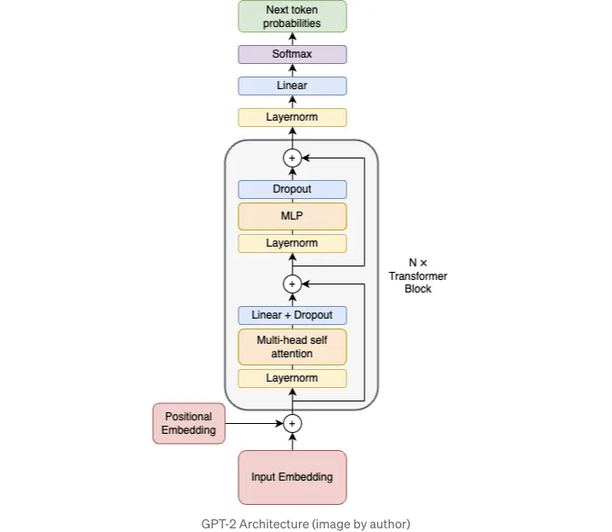 Next token
probabilities
Softmax
Linear
Layernorm
+
Dropout
MLP
Layernorm
N ×
Transformer
Block
+
Linear + Dropout
Multi-head self
attention
Layernorm
Positional
Embedding
+
Input Embedding
GPT-2 Architecture (image by author)